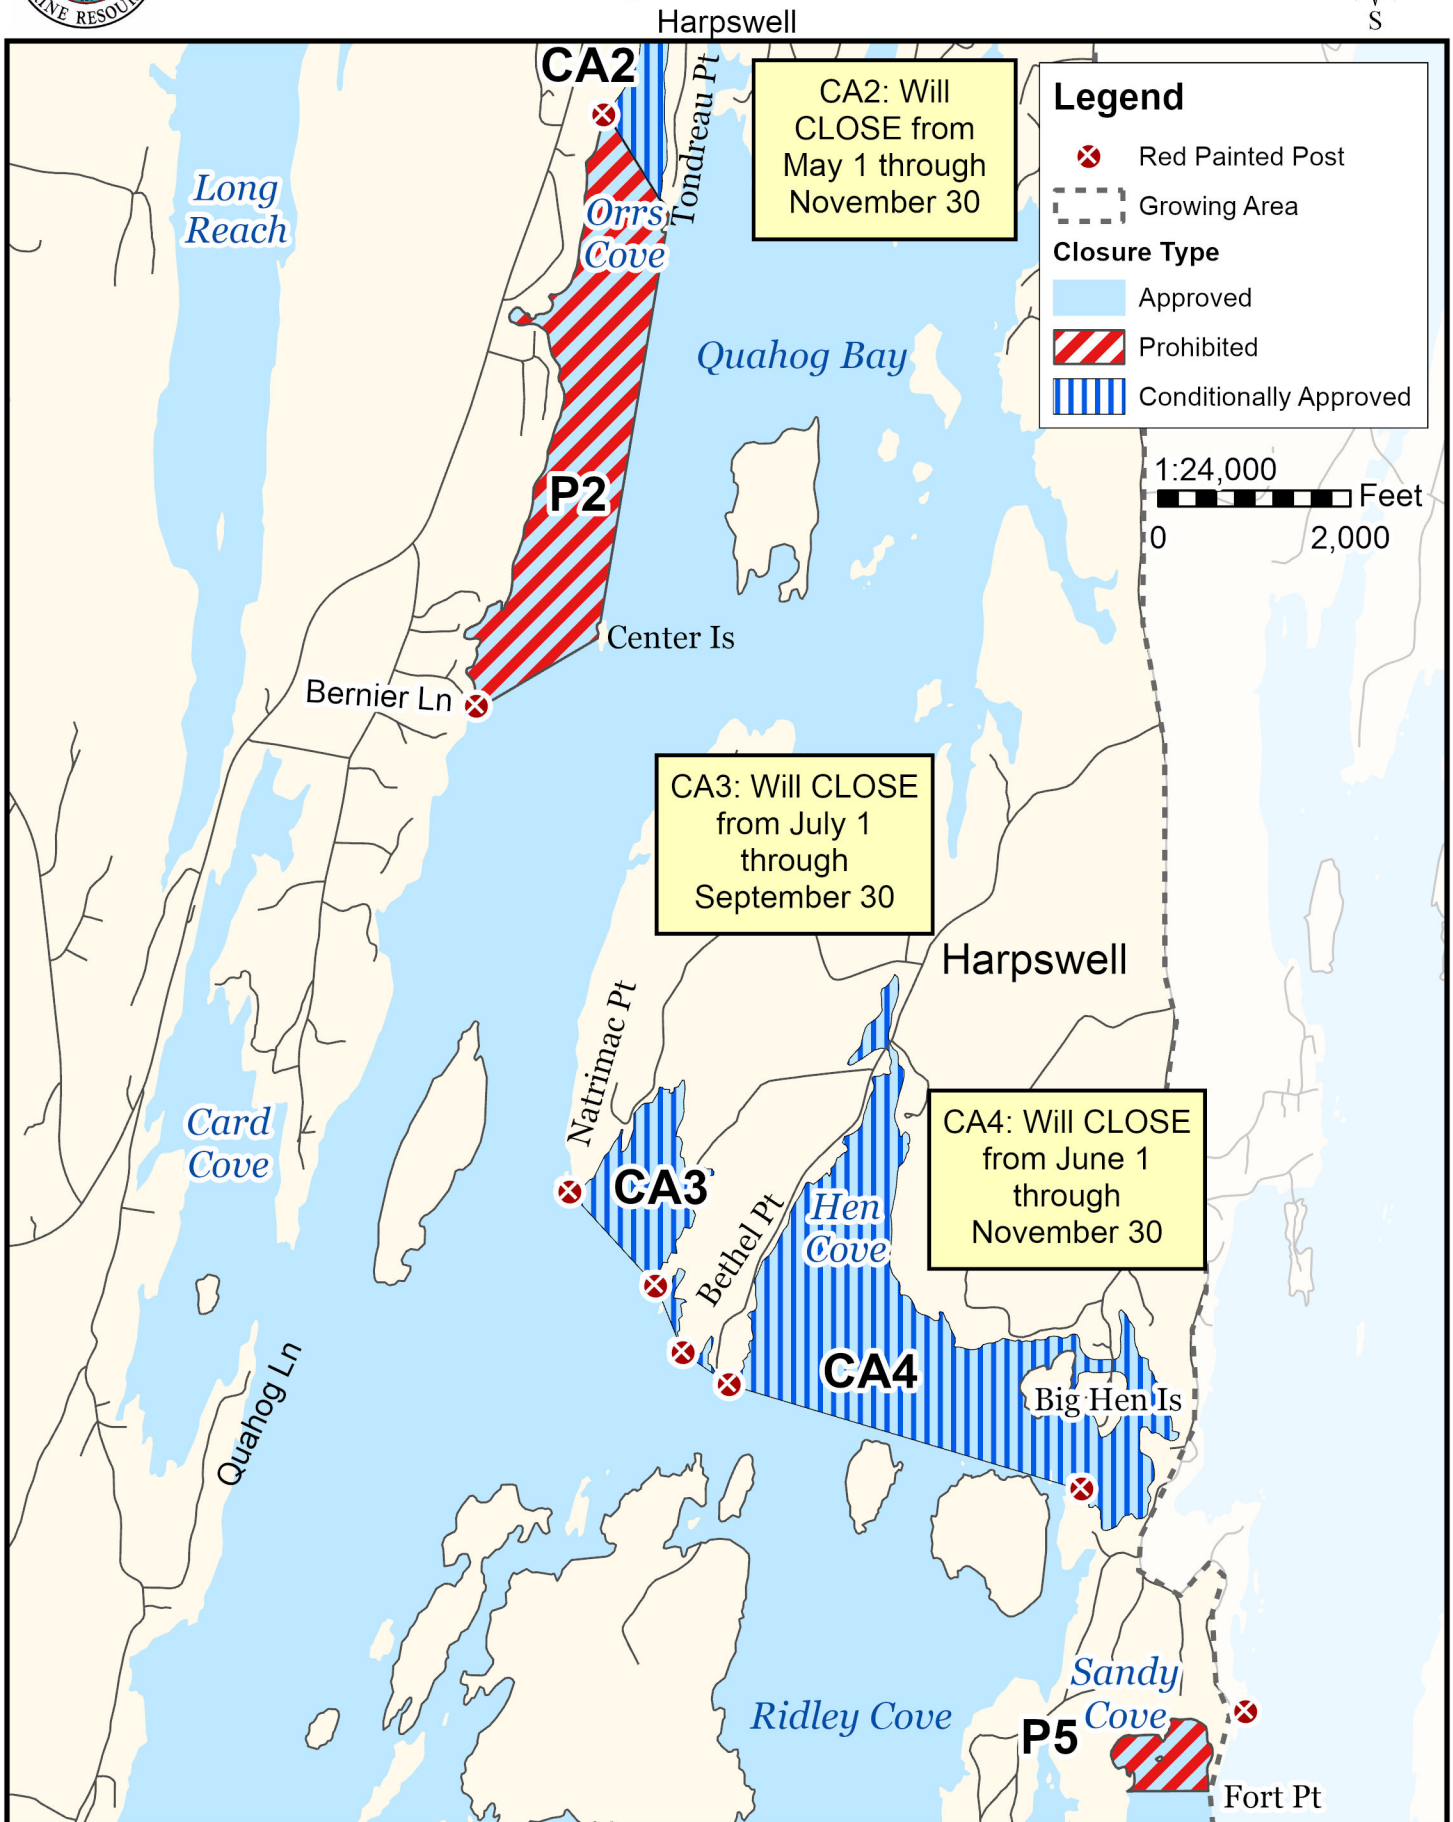 INE RESOU
Harpswell
S
CA2
Tondreau Pt
CA2: Will
CLOSE from
May 1 through
November 30
Legend
Red Painted Post
Growing Area
Closure Type
Approved
Prohibited
Conditionally Approved
Long
Reach
Orrs
Cove
Quahog Bay
1:24,000
Feet
0 2,000
P2
Center Is
Bernier Ln
CA3: Will CLOSE
from July 1
through
September 30
Harpswell
Natrimac Pt
Card
Cove
CA4: Will CLOSE
from June 1
through
November 30
CA3
Bethel Pt
Hen
Cove
CA4
Big Hen Is
Quahog Ln
Sandy
Cove
Ridley Cove
P5
Fort Pt